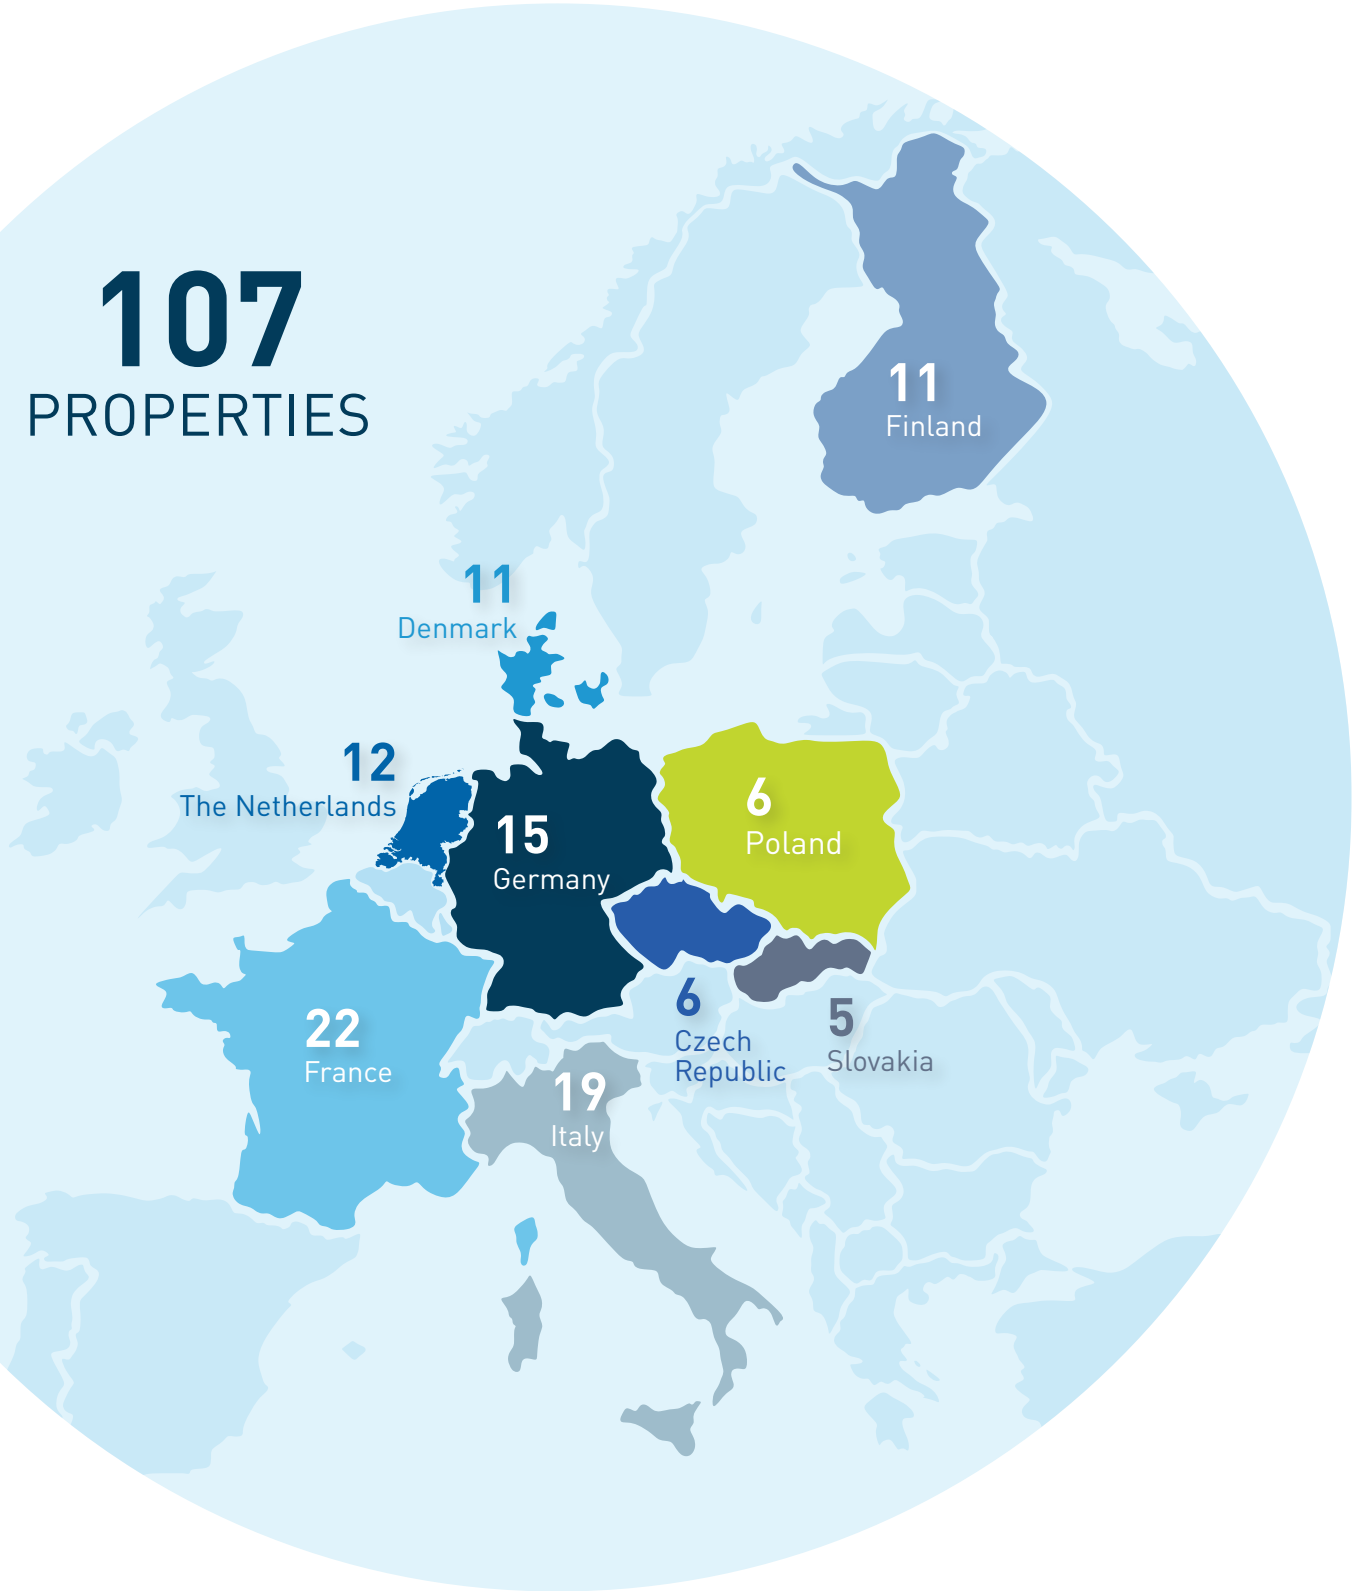 107
PROPERTIES
11
Finland
11
Denmark
12
The Netherlands
15
Germany
6
Poland
22
France
6
Czech
Republic
5
Slovakia
19
Italy